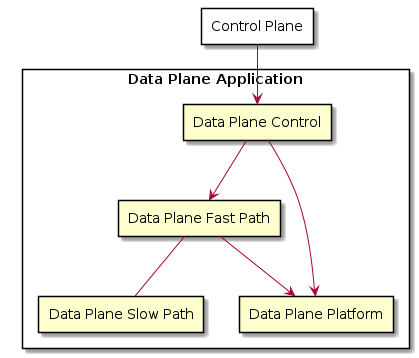 Control Plane
Data Plane Application
Data Plane Control
Data Plane Fast Path
Data Plane Slow Path
Data Plane Platform